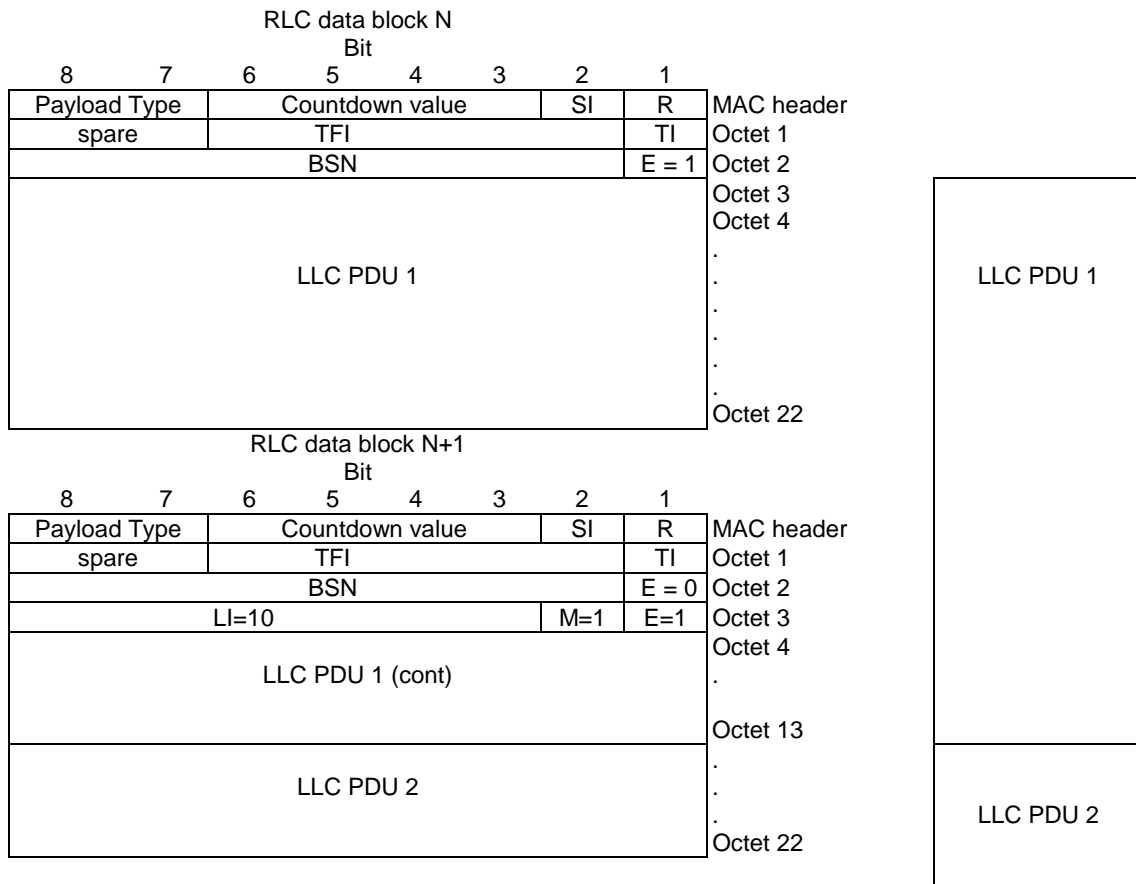 RLC data block N
Bit
8 7 6 5 4 3 2 1
Payload Type Countdown value SI R MAC header
spare TFI TI Octet 1
BSN E = 1 Octet 2
Octet 3
Octet 4
.
LLC PDU 1 . LLC PDU 1
.
.
.
.
Octet 22
RLC data block N+1
Bit
8 7 6 5 4 3 2 1
Payload Type Countdown value SI R MAC header
spare TFI TI Octet 1
BSN E = 0 Octet 2
LI=10 M=1 E=1 Octet 3
Octet 4
LLC PDU 1 (cont) .
Octet 13
.
LLC PDU 2 .
. LLC PDU 2
Octet 22